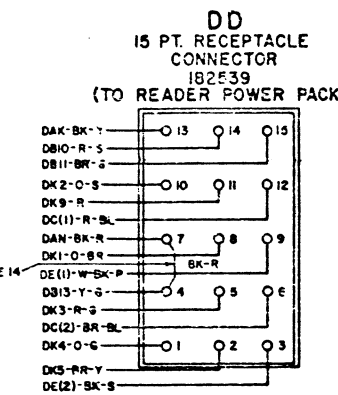 DD
15 PT. RECEPTACLE
CONNECTOR
182539
(TO READER POWER PACK
DAK-BK-Y 13 14 15
DB10-R-S
DB11-BR-G
DK2-O-S 10 11 12
DK9-R
DC(1)-R-BL
DAN-BK-R 7 8 9
DK1-O-BR
BK-R
E 14
DE(1)-W-BK-P
DB13-Y-G 4 5 6
DK3-R-G
DC(2)-BR-BL
DK4-O-G 1 2 3
DK5-BR-Y
DE(2)-BK-S